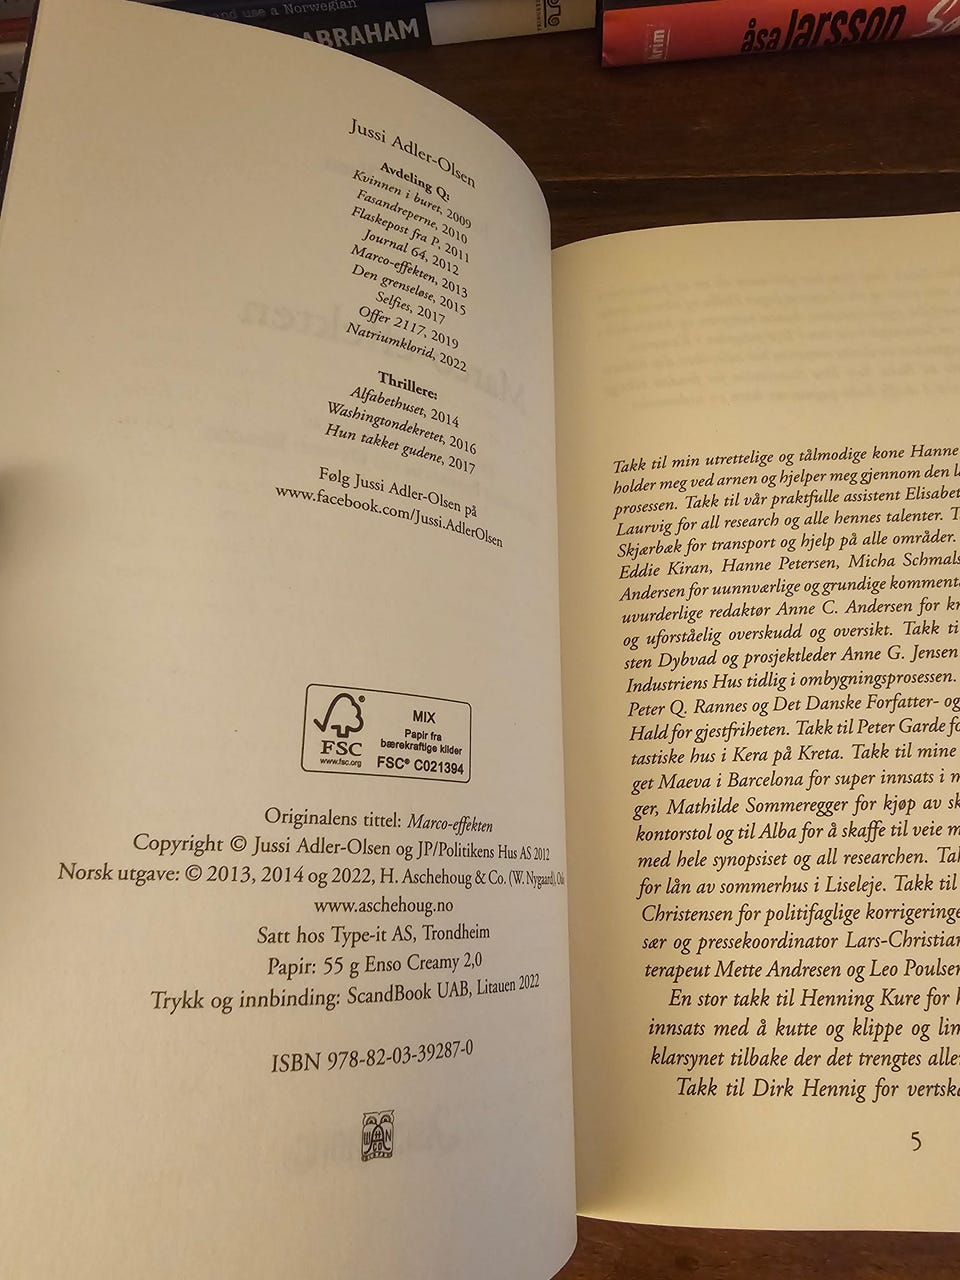 and use a Norwegian
ABRAHAM
krim
åsa larsson
Jussi Adler-Olsen
Avdeling Q:
Kvinnen i buret, 2009
Fasandreperne, 2010
Flaskepost fra P, 2011
Journal 64, 2012
Marco-effekten, 2013
Den grenseløse, 2015
Selfies, 2017
Offer 2117, 2019
Natriumklorid, 2022
Thrillere:
Alfabethuset, 2014
Washingtondekretet, 2016
Hun takket gudene, 2017
Følg Jussi Adler-Olsen på
www.facebook.com/Jussi.AdlerOlsen
FSC
www.fsc.org
MIX
Papir fra
bærekraftige kilder
FSC® C021394
Originalens tittel: Marco-effekten
Copyright © Jussi Adler-Olsen og JP/Politikens Hus AS 2012
Norsk utgave: © 2013, 2014 og 2022, H. Aschehoug & Co. (W. Nygaard),
www.aschehoug.no
Satt hos Type-it AS, Trondheim
Papir: 55 g Enso Creamy 2,0
Trykk og innbinding: ScandBook UAB, Litauen 2022
ISBN 978-82-03-39287-0
Takk til min utrettelige og tålmodige kone Hanne
holder meg ved arnen og hjelper meg gjennom den
prosessen. Takk til vår praktfulle assistent Elisabet
Laurvig for all research og alle hennes talenter. T
Skjærbæk for transport og hjelp på alle områder.
Eddie Kiran, Hanne Petersen, Micha Schmals
Andersen for uunnværlige og grundige komment
uvurderlige redaktør Anne C. Andersen for kr
og uforståelig overskudd og oversikt. Takk ti
sten Dybvad og prosjektleder Anne G. Jensen
Industriens Hus tidlig i ombygningsprosessen.
Peter Q. Rannes og Det Danske Forfatter- og
Hald for gjestfriheten. Takk til Peter Garde fo
tastiske hus i Kera på Kreta. Takk til mine
get Maeva i Barcelona for super innsats i m
ger, Mathilde Sommeregger for kjøp av sk
kontorstol og til Alba for å skaffe til veie m
med hele synopsiset og all researchen. Tak
for lån av sommerhus i Liseleje. Takk til
Christensen for politifaglige korrigeringe
sær og pressekoordinator Lars-Christian
terapeut Mette Andresen og Leo Poulsen
En stor takk til Henning Kure for
innsats med å kutte og klippe og lim
klarsynet tilbake der det trengtes aller
Takk til Dirk Hennig for vertska
5